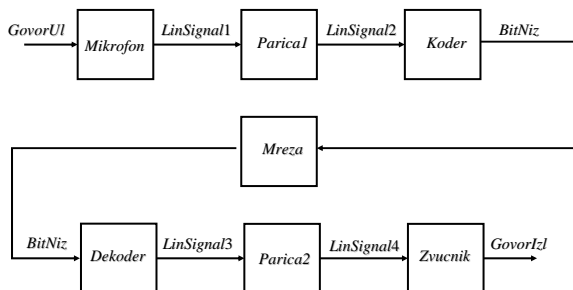 GovorUl
Mikrofon
LinSignal1
Parica1
LinSignal2
Koder
BitNiz
Mreza
BitNiz
Dekoder
LinSignal3
Parica2
LinSignal4
Zvucnik
GovorIzl